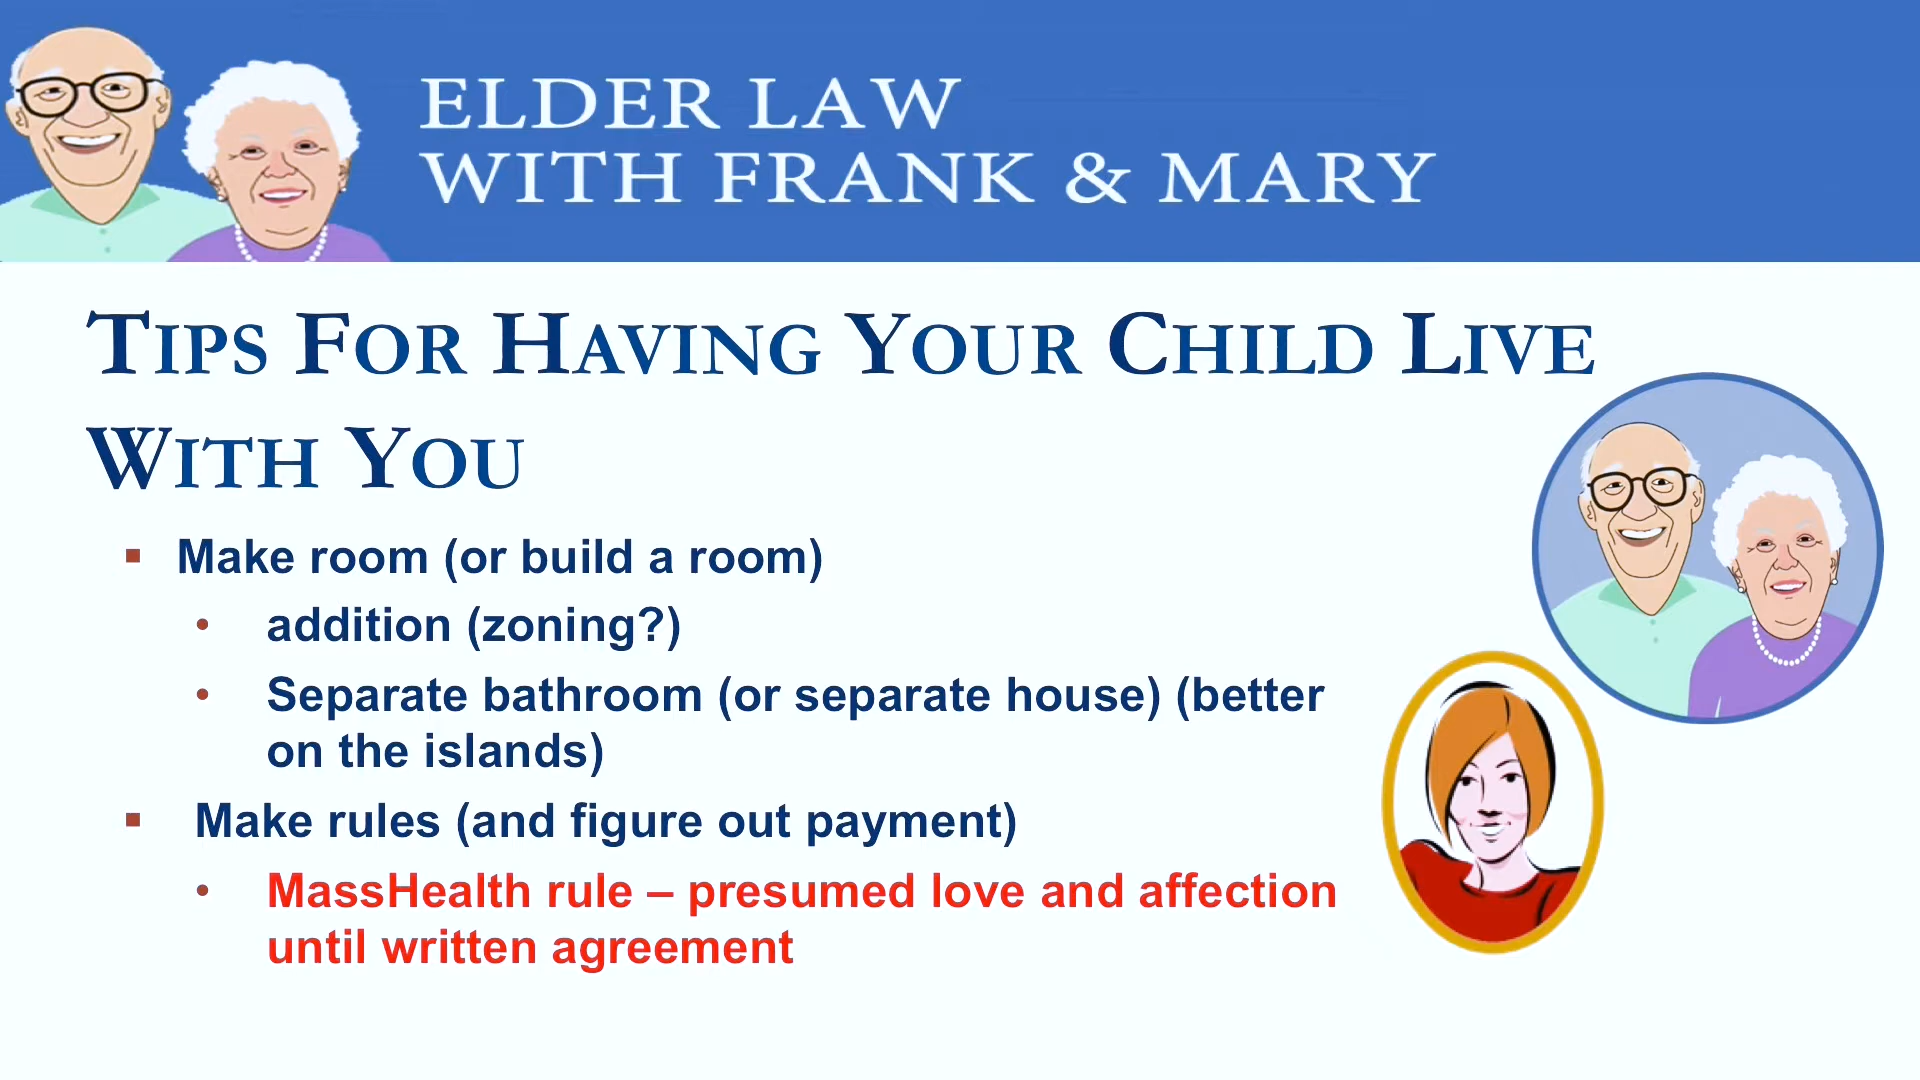 ELDER LAW
WITH FRANK & MARY
TIPS FOR HAVING YOUR CHILD LIVE
WITH YOU
▪ Make room (or build a room)
• addition (zoning?)
• Separate bathroom (or separate house) (better
on the islands)
▪ Make rules (and figure out payment)
• MassHealth rule – presumed love and affection
until written agreement